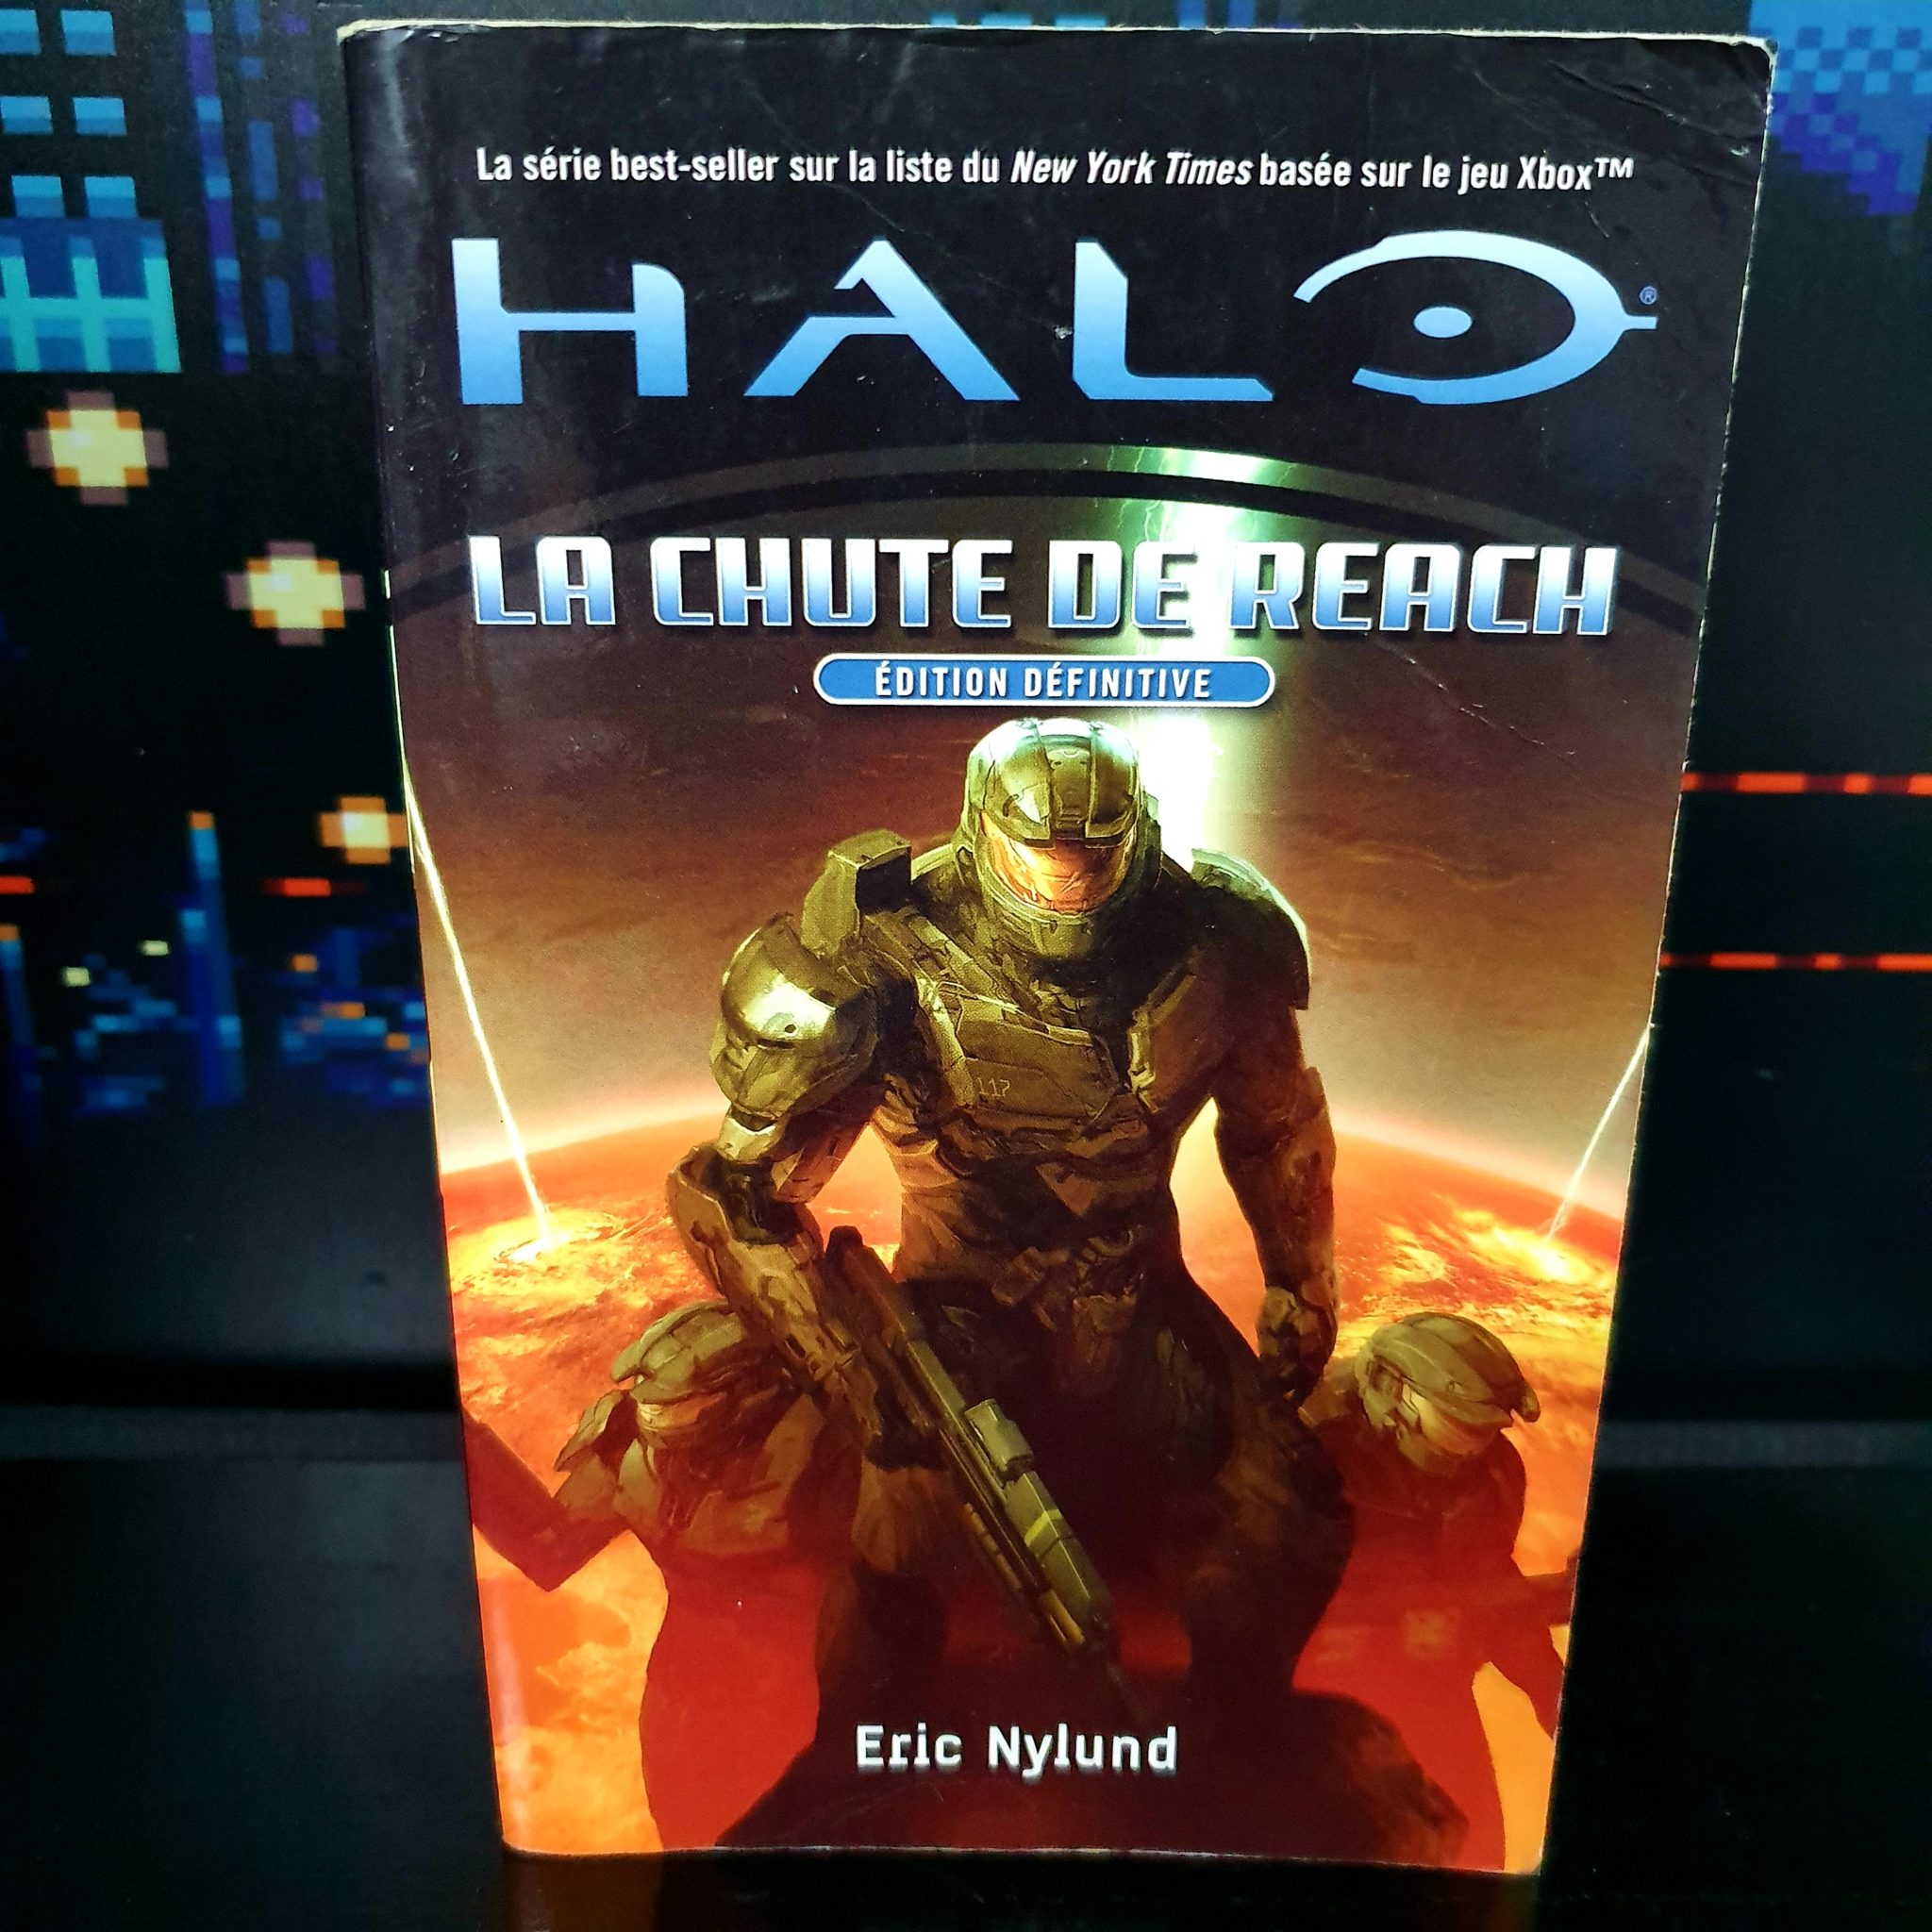 La série best-seller sur la liste du New York Times basée sur le jeu Xbox™
HALO®
LA CHUTE DE REACH
ÉDITION DÉFINITIVE
117
Eric Nylund